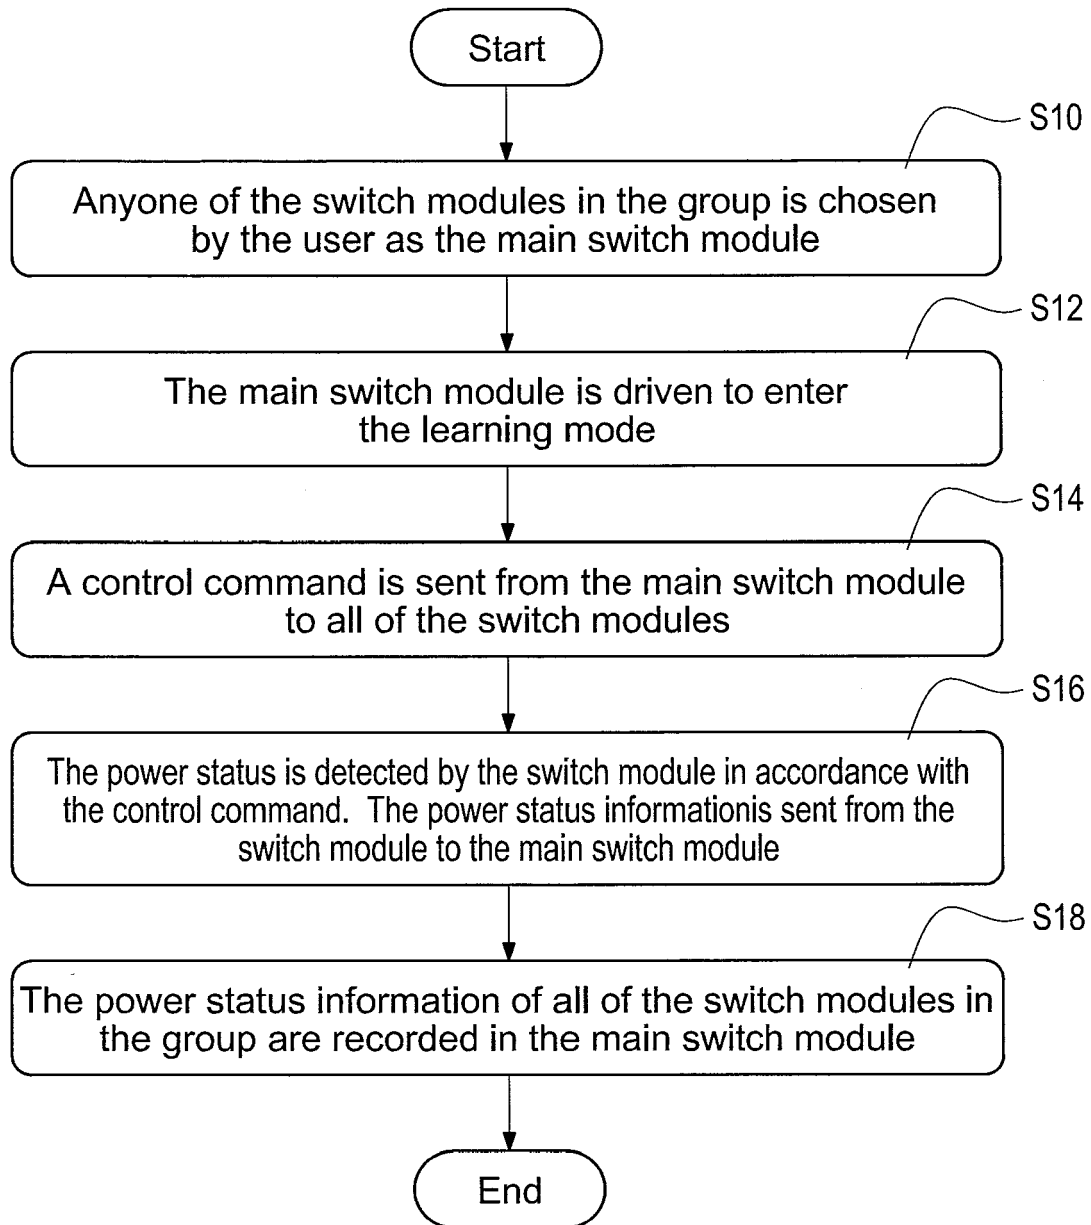 Start
S10
Anyone of the switch modules in the group is chosen
by the user as the main switch module
S12
The main switch module is driven to enter
the learning mode
S14
A control command is sent from the main switch module
to all of the switch modules
S16
The power status is detected by the switch module in accordance with
the control command. The power status informationis sent from the
switch module to the main switch module
S18
The power status information of all of the switch modules in
the group are recorded in the main switch module
End